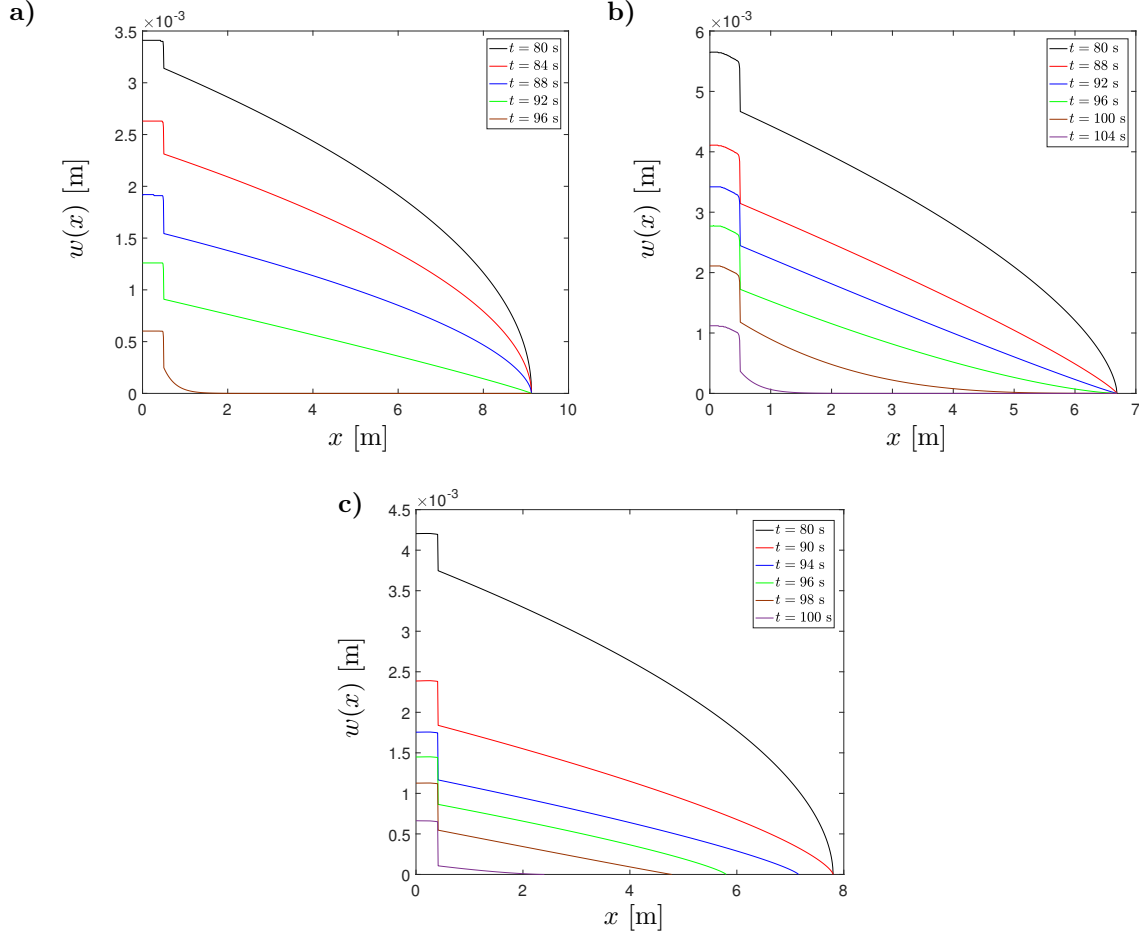 a)
×10⁻³
3.5
3
2.5
2
1.5
1
0.5
0
w(x) [m]
0 2 4 6 8 10
x [m]
t = 80 s
t = 84 s
t = 88 s
t = 92 s
t = 96 s
b)
×10⁻³
6
5
4
3
2
1
0
w(x) [m]
0 1 2 3 4 5 6 7
x [m]
t = 80 s
t = 88 s
t = 92 s
t = 96 s
t = 100 s
t = 104 s
c)
×10⁻³
4.5
4
3.5
3
2.5
2
1.5
1
0.5
0
w(x) [m]
0 2 4 6 8
x [m]
t = 80 s
t = 90 s
t = 94 s
t = 96 s
t = 98 s
t = 100 s